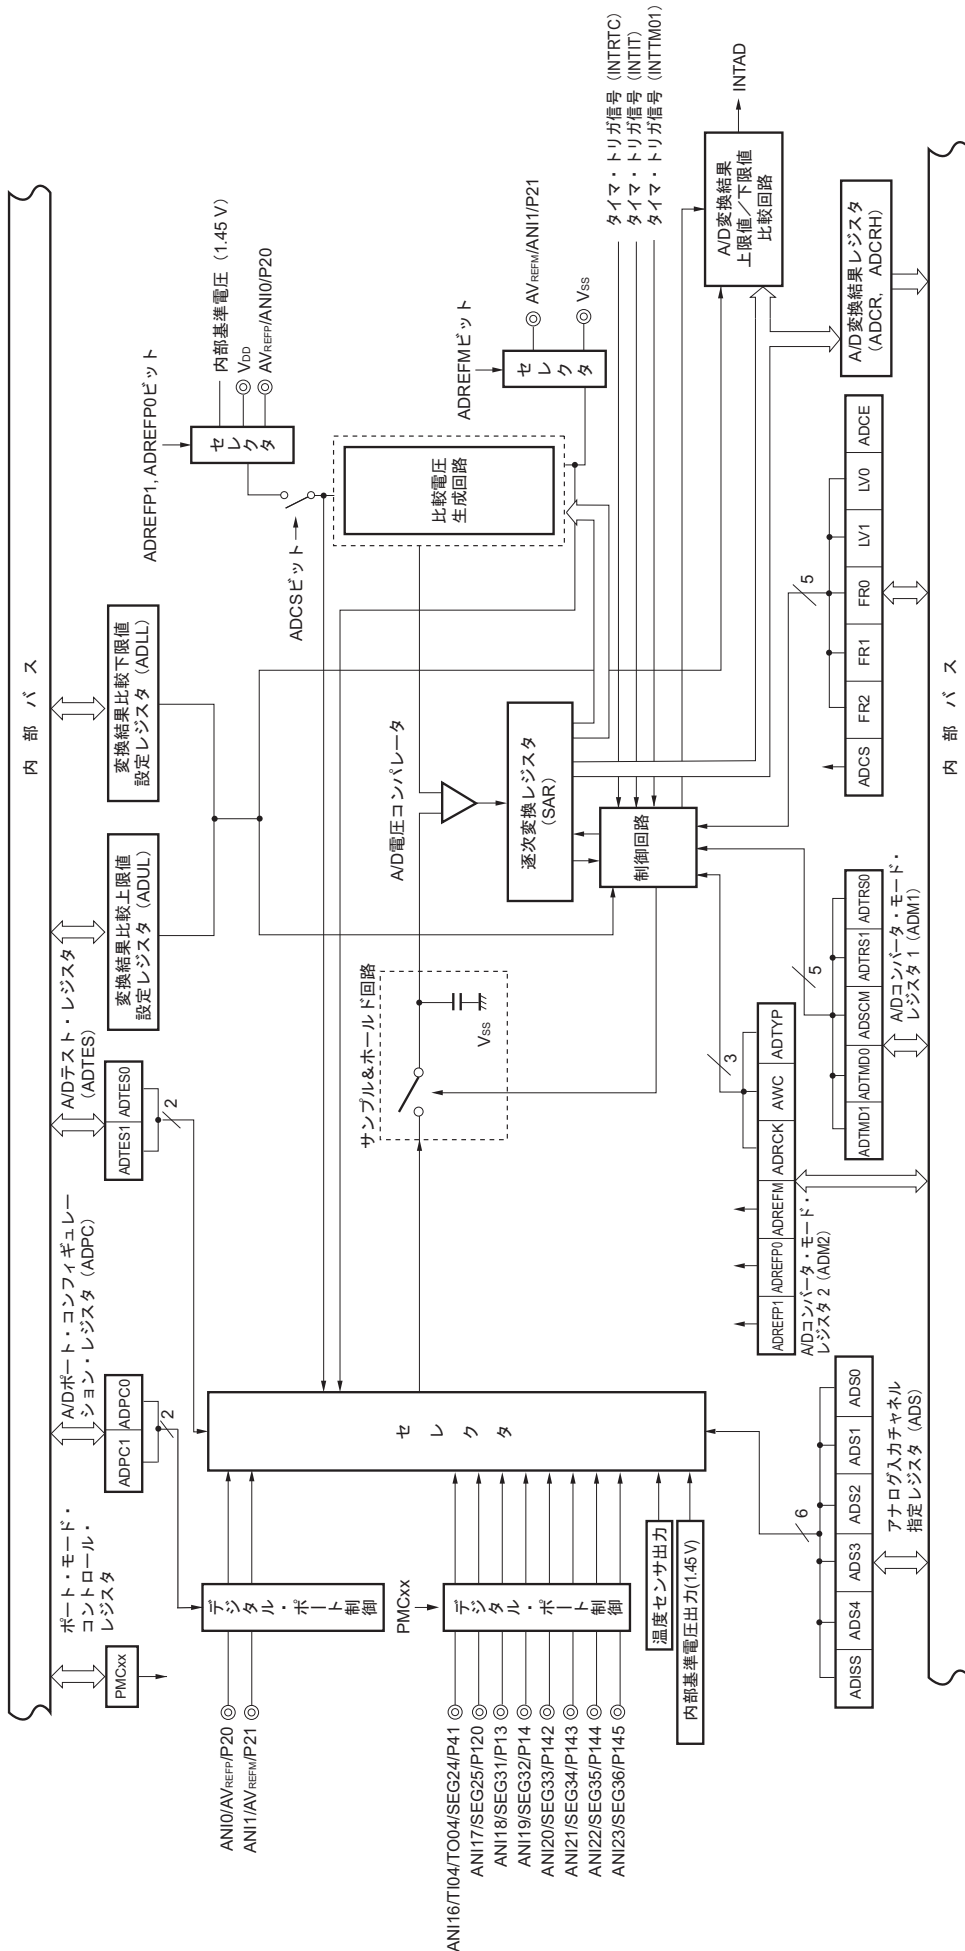 内部バス
ポート・モード・
コントロール・
レジスタ
PMCxx
A/Dポート・コンフィギュレー
ション・レジスタ（ADPC）
ADPC1
ADPC0
2
A/Dテスト・レジスタ
（ADTES）
ADTES1
ADTES0
2
変換結果比較上限値
設定レジスタ（ADUL）
変換結果比較下限値
設定レジスタ（ADLL）
ADREFP1, ADREFP0ビット
セレクタ
内部基準電圧（1.45 V）
VDD
AVREFP/ANI0/P20
ADCSビット
ANI0/AVREFP/P20
ANI1/AVREFM/P21
デジタル・ポート制御
PMCxx
ANI16/TI04/TO04/SEG24/P41
ANI17/SEG25/P120
ANI18/SEG31/P13
ANI19/SEG32/P14
ANI20/SEG33/P142
ANI21/SEG34/P143
ANI22/SEG35/P144
ANI23/SEG36/P145
デジタル・ポート制御
温度センサ出力
内部基準電圧出力(1.45 V)
セレクタ
サンプル&ホールド回路
VSS
A/D電圧コンパレータ
比較電圧
生成回路
ADREFMビット
セレクタ
AVREFM/ANI1/P21
VSS
逐次変換レジスタ
（SAR）
制御回路
タイマ・トリガ信号（INTRTC）
タイマ・トリガ信号（INTIT）
タイマ・トリガ信号（INTTM01）
A/D変換結果
上限値／下限値
比較回路
INTAD
A/D変換結果レジスタ
（ADCR, ADCRH）
6
ADISS
ADS4
ADS3
ADS2
ADS1
ADS0
アナログ入力チャネル
指定レジスタ（ADS）
3
ADREFP1
ADREFP0
ADREFM
ADRCK
AWC
ADTYP
A/Dコンバータ・モード・
レジスタ 2（ADM2）
5
ADTMD1
ADTMD0
ADSCM
ADTRS1
ADTRS0
A/Dコンバータ・モード・
レジスタ 1（ADM1）
5
ADCS
FR2
FR1
FR0
LV1
LV0
ADCE
内部バス